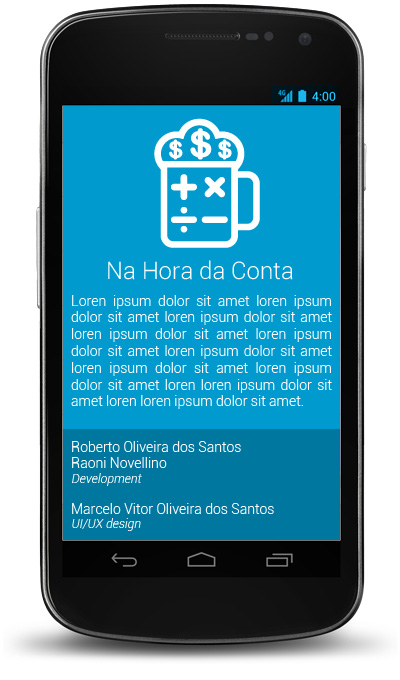 4G 4:00
$ $ $
Na Hora da Conta
Loren ipsum dolor sit amet loren ipsum
dolor sit amet loren ipsum dolor sit amet
loren ipsum dolor sit amet loren ipsum
dolor sit amet loren ipsum dolor sit amet
loren ipsum dolor sit amet loren ipsum
dolor sit amet loren loren ipsum dolor sit
amet loren loren ipsum dolor sit amet.
Roberto Oliveira dos Santos
Raoni Novellino
Development
Marcelo Vitor Oliveira dos Santos
UI/UX design